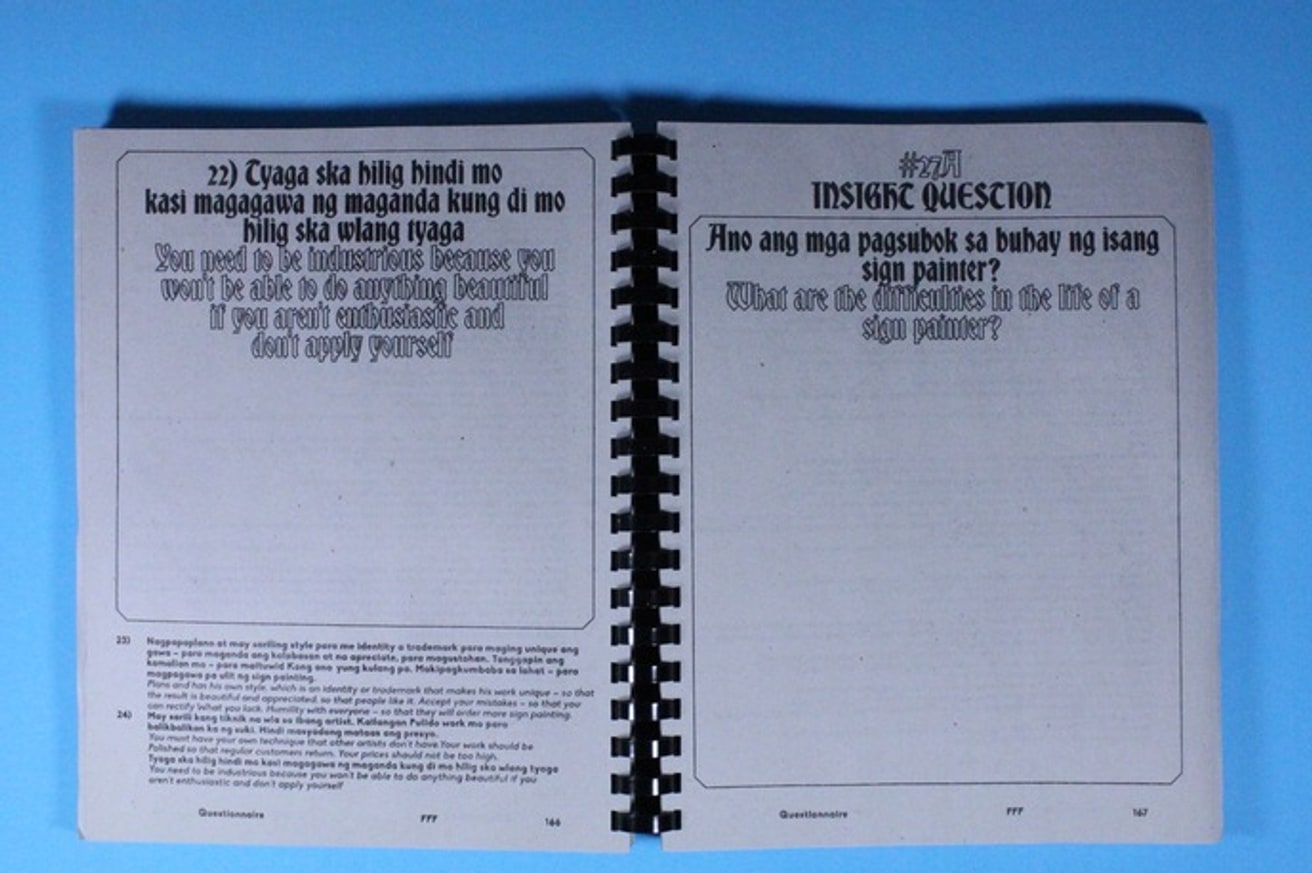 22) Tyaga ska hilig hindi mo
kasi magagawa ng maganda kung di mo
hilig ska wlang tyaga
You need to be industrious because you
won't be able to do anything beautiful
if you aren't enthusiastic and
don't apply yourself
23) Nagpapaplano at may sariling style para me identity o trademark para maging unique ang
gawa – para maganda ang kalabasan at na apreciate, para magustohan. Tanggapin ang
kamalian mo – para maituwid Kong ano yung kulang pa. Makipagkumbaba sa lahat – para
magpagawa pa ulit ng sign painting.
Plans and has his own style, which is an identity or trademark that makes his work unique – so that
the result is beautiful and appreciated, so that people like it. Accept your mistakes – so that you
can rectify What you lack. Humility with everyone – so that they will order more sign painting.
24) May sarili kang tiknik na wla sa ibang artist. Kailangan Pulido work mo para
balikbalikan ka ng suki. Hindi masyadong mataas ang presyo.
You must have your own technique that other artists don't have. Your work should be
Polished so that regular customers return. Your prices should not be too high.
Tyaga ska hilig hindi mo kasi magagawa ng maganda kung di mo hilig ska wlang tyaga
You need to be industrious because you won't be able to do anything beautiful if you
aren't enthusiastic and don't apply yourself
Questionnaire FFF 166
#27A
INSIGHT QUESTION
Ano ang mga pagsubok sa buhay ng isang
sign painter?
What are the difficulties in the life of a
sign painter?
Questionnaire FFF 167